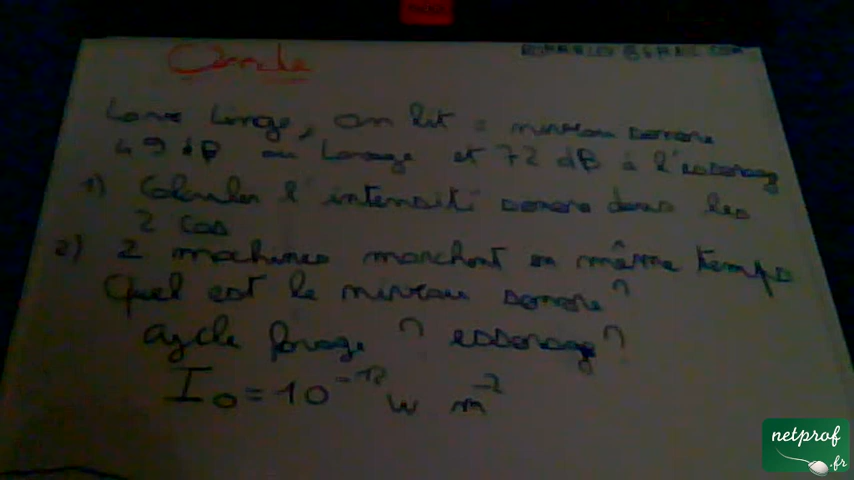 Lave Linge, on lit : niveau sonore
49 dB au Lavage et 72 dB à l'essorage
1) Calculer l'intensité sonore dans les
2 cas
2) 2 machines marchent en même temps
Quel est le niveau sonore ?
cycle lavage ? essorage ?
I₀ = 10⁻¹² W m⁻²
netprof
.fr